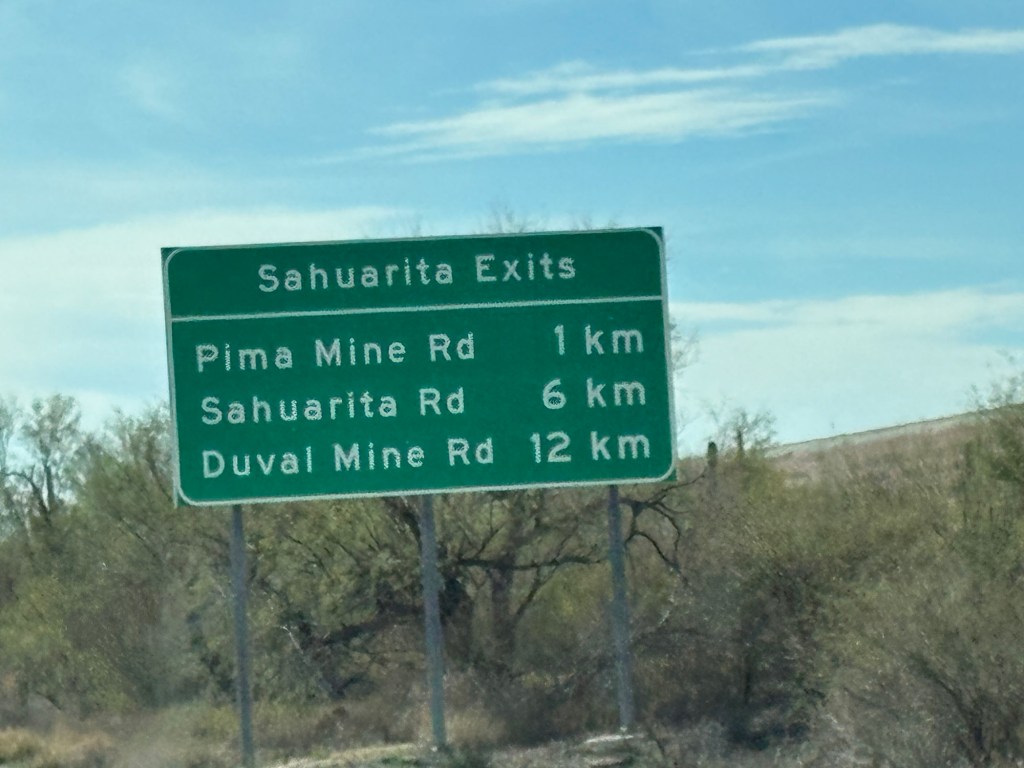 Sahuarita Exits
Pima Mine Rd 1 km
Sahuarita Rd 6 km
Duval Mine Rd 12 km